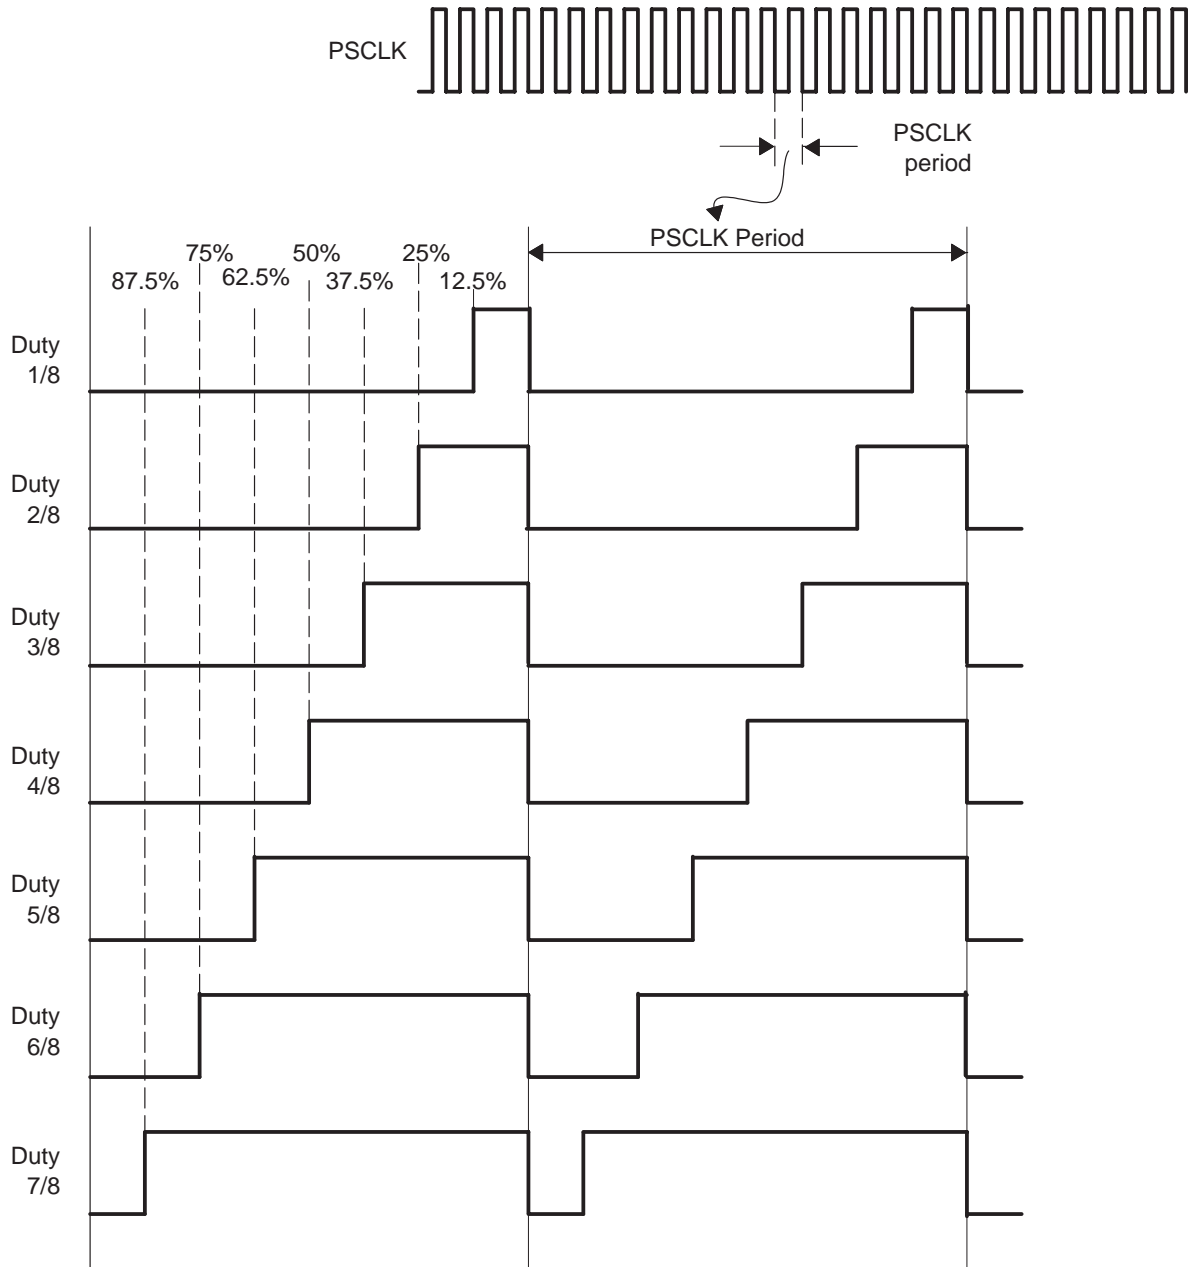 PSCLK
PSCLK
period
PSCLK Period
75%
50%
25%
87.5%
62.5%
37.5%
12.5%
Duty
1/8
Duty
2/8
Duty
3/8
Duty
4/8
Duty
5/8
Duty
6/8
Duty
7/8